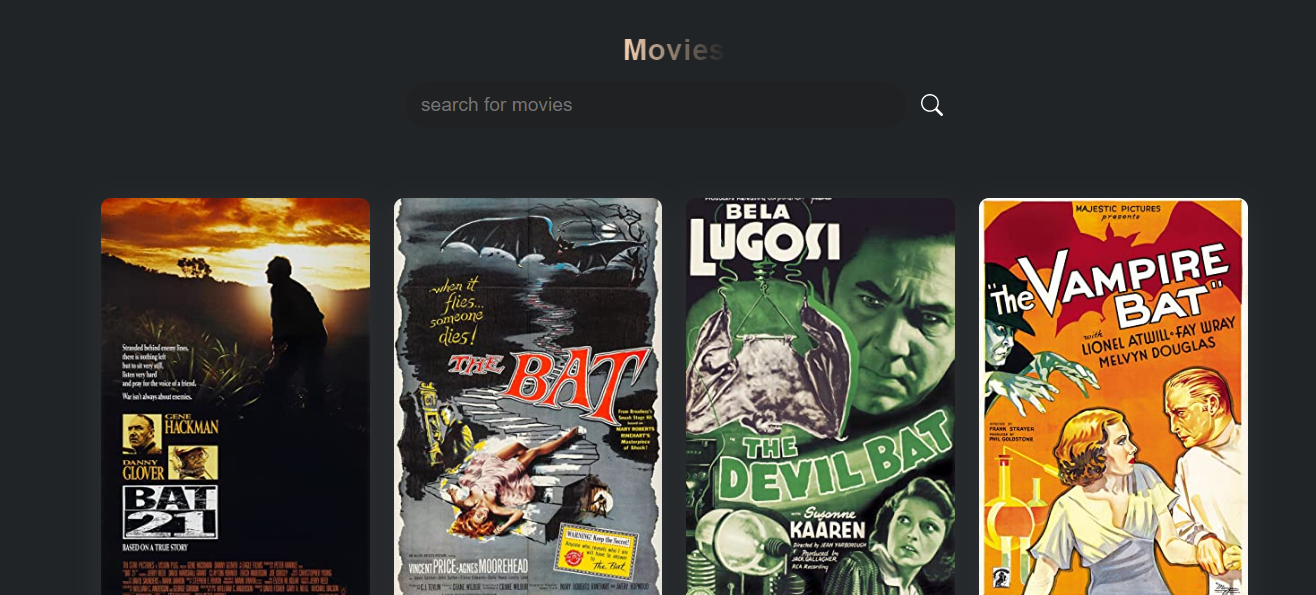 Movies
search for movies
Stranded behind enemy lines,
there is nothing left
but to sit very still,
listen very hard
and pray for the voice of a friend.
War isn't always about enemies.
GENE
HACKMAN
DANNY
GLOVER
BAT
21
BASED ON A TRUE STORY
when it
flies...
someone
dies!
THE BAT
From Broadway's
Smash Stage Hit
based on
MARY ROBERTS
RINEHART'S
Masterpiece
of Shock!
WARNING! Keep the Secret!
The Bat
VINCENT PRICE • AGNES MOOREHEAD
BELA
LUGOSI
THE
DEVIL BAT
WITH Suzanne
KAAREN
Directed by JEAN YARBROUGH
Produced by
JACK GALLAGHER
MAJESTIC PICTURES
presents
"The VAMPIRE
BAT"
with
LIONEL ATWILL • FAY WRAY
MELVYN DOUGLAS
DIRECTED BY
FRANK STRAYER
PRODUCED BY
PHIL GOLDSTONE